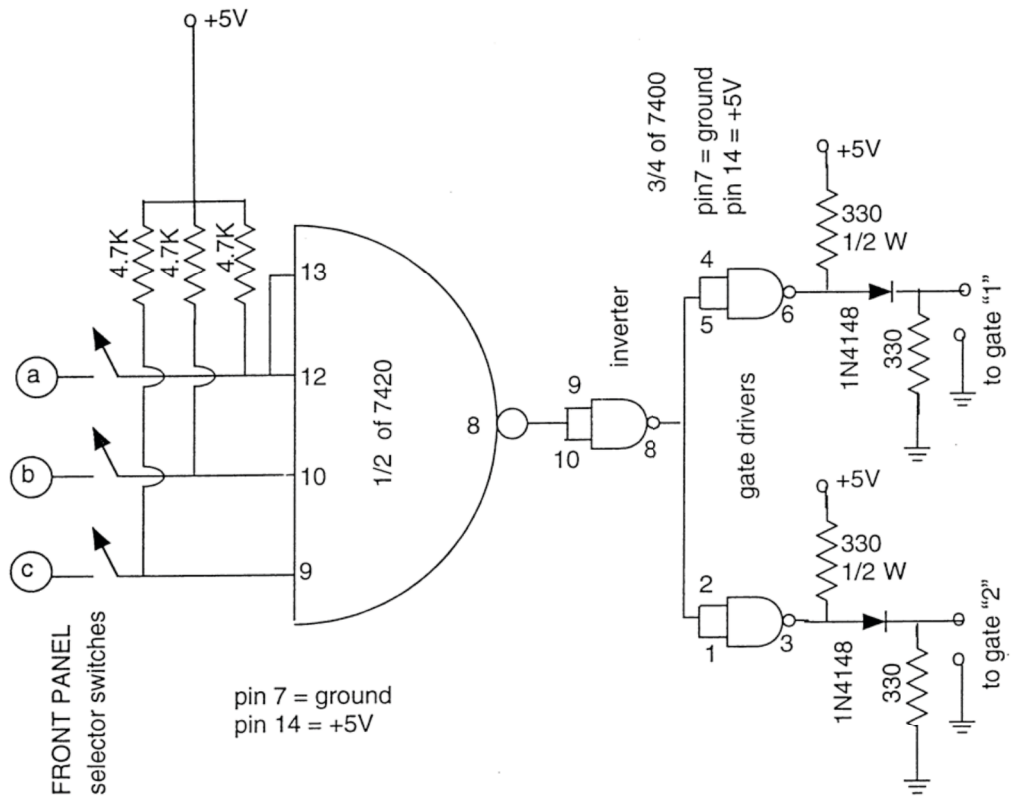 +5V
3/4 of 7400
pin7 = ground
pin 14 = +5V
+5V
4.7K
4.7K
4.7K
330
1/2 W
13
4
5
6
inverter
a
12
1N4148
330
to gate "1"
1/2 of 7420
9
8
10
8
gate drivers
b
10
+5V
330
1/2 W
c
9
2
1
3
1N4148
330
to gate "2"
FRONT PANEL
selector switches
pin 7 = ground
pin 14 = +5V